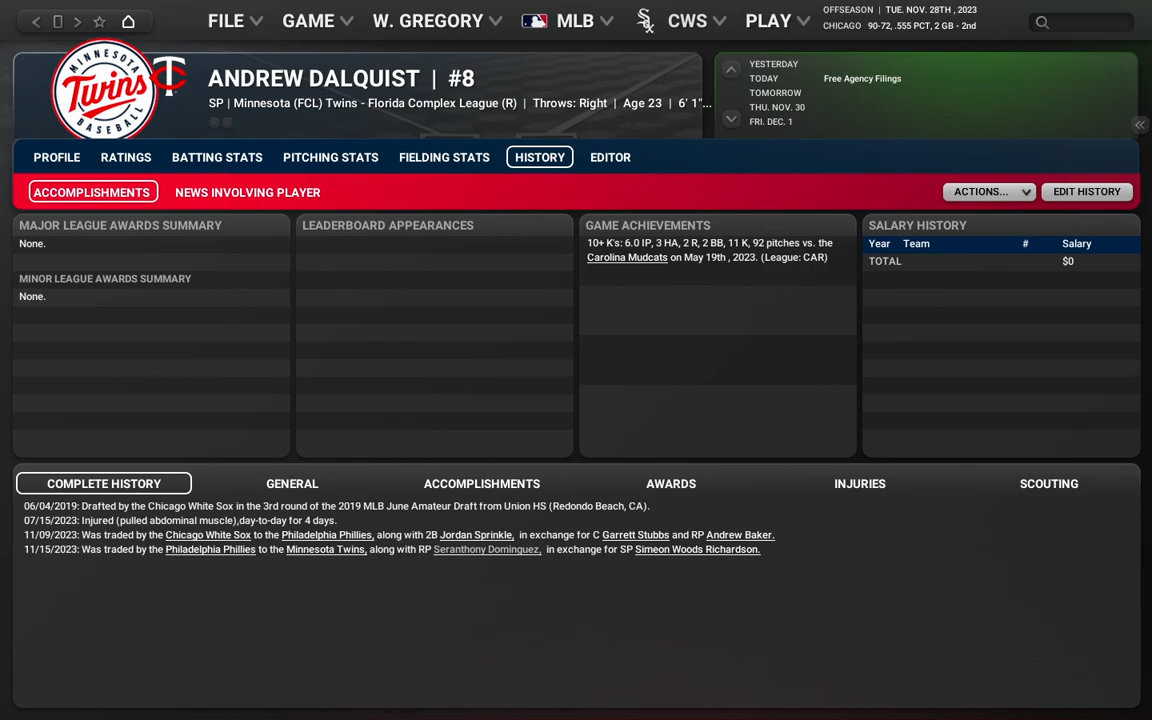 FILE GAME W. GREGORY MLB CWS PLAY
OFFSEASON | TUE. NOV. 28TH , 2023
CHICAGO 90-72, .555 PCT, 2 GB - 2nd
MINNESOTA Twins BASEBALL
ANDREW DALQUIST | #8
SP | Minnesota (FCL) Twins - Florida Complex League (R) | Throws: Right | Age 23 | 6' 1"...
YESTERDAY
TODAY Free Agency Filings
TOMORROW
THU. NOV. 30
FRI. DEC. 1
PROFILE RATINGS BATTING STATS PITCHING STATS FIELDING STATS HISTORY EDITOR
ACCOMPLISHMENTS NEWS INVOLVING PLAYER ACTIONS... EDIT HISTORY
MAJOR LEAGUE AWARDS SUMMARY
None.
MINOR LEAGUE AWARDS SUMMARY
None.
LEADERBOARD APPEARANCES
GAME ACHIEVEMENTS
10+ K's: 6.0 IP, 3 HA, 2 R, 2 BB, 11 K, 92 pitches vs. the
Carolina Mudcats on May 19th , 2023. (League: CAR)
SALARY HISTORY
Year Team # Salary
TOTAL $0
COMPLETE HISTORY GENERAL ACCOMPLISHMENTS AWARDS INJURIES SCOUTING
06/04/2019: Drafted by the Chicago White Sox in the 3rd round of the 2019 MLB June Amateur Draft from Union HS (Redondo Beach, CA).
07/15/2023: Injured (pulled abdominal muscle),day-to-day for 4 days.
11/09/2023: Was traded by the Chicago White Sox to the Philadelphia Phillies, along with 2B Jordan Sprinkle, in exchange for C Garrett Stubbs and RP Andrew Baker.
11/15/2023: Was traded by the Philadelphia Phillies to the Minnesota Twins, along with RP Seranthony Dominguez, in exchange for SP Simeon Woods Richardson.